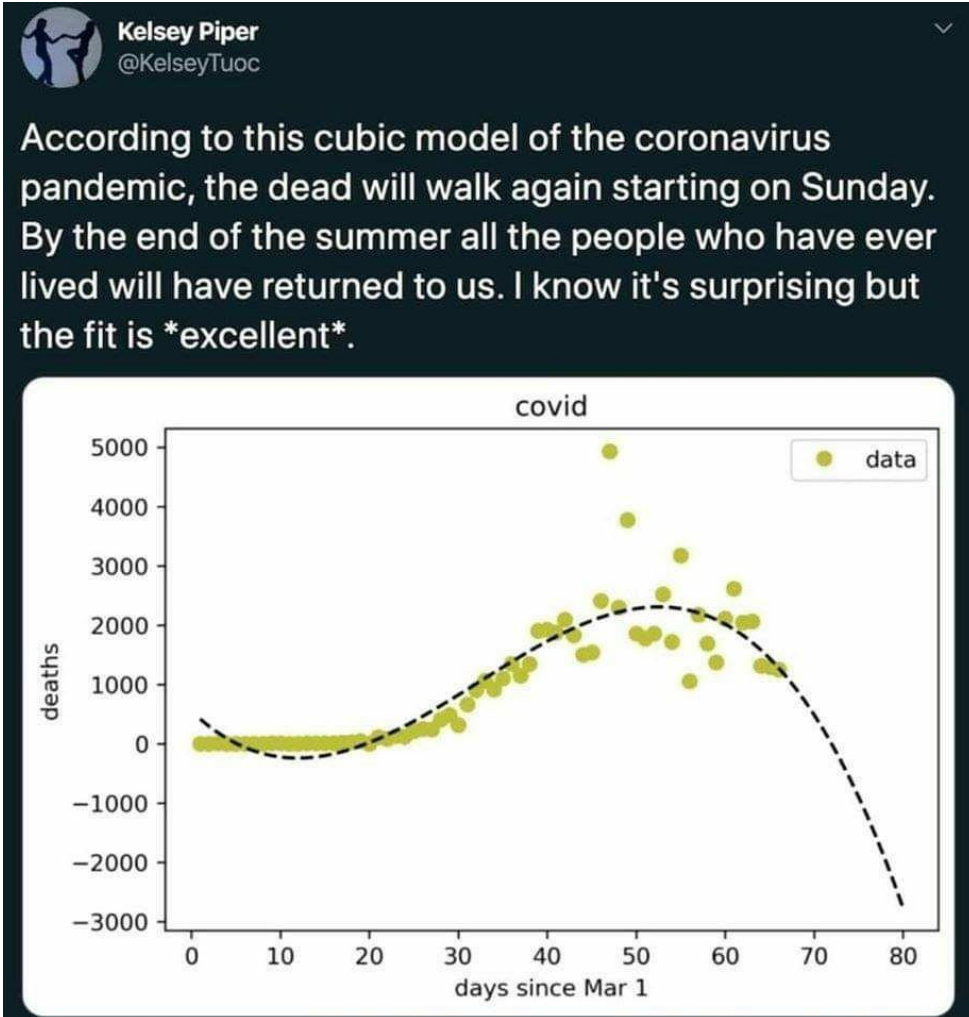 Kelsey Piper
@KelseyTuoc
According to this cubic model of the coronavirus
pandemic, the dead will walk again starting on Sunday.
By the end of the summer all the people who have ever
lived will have returned to us. I know it's surprising but
the fit is *excellent*.
covid
data
5000
4000
3000
2000
1000
0
−1000
−2000
−3000
deaths
0 10 20 30 40 50 60 70 80
days since Mar 1